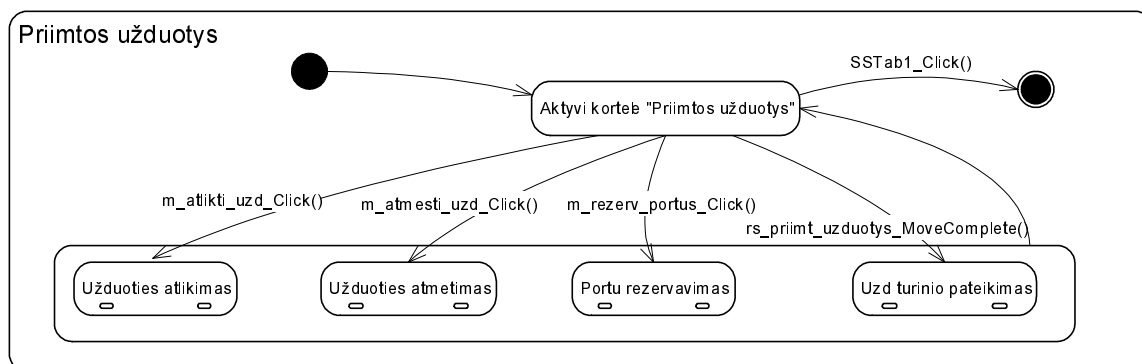 Priimtos užduotys
SSTab1_Click()
Aktyvi kortelė "Priimtos užduotys"
m_atlikti_uzd_Click()
m_atmesti_uzd_Click()
m_rezerv_portus_Click()
rs_priimt_uzduotys_MoveComplete()
Užduoties atlikimas
Užduoties atmetimas
Portu rezervavimas
Uzd turinio pateikimas